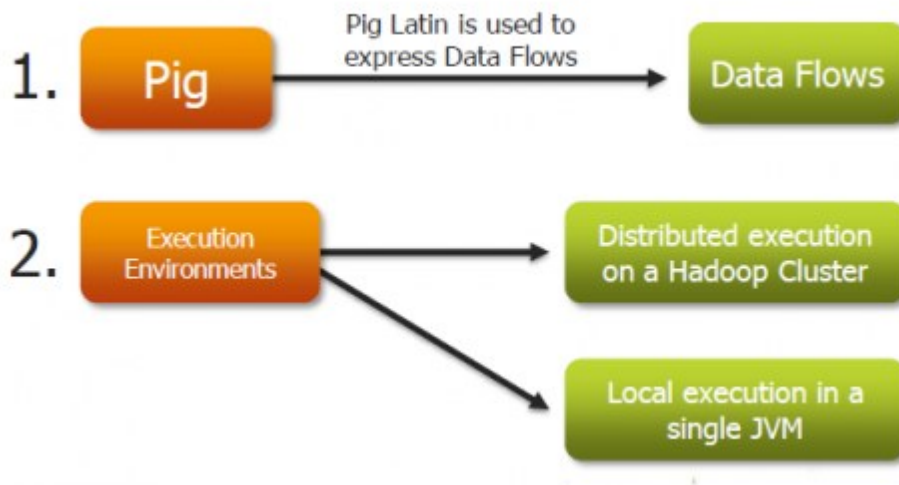 1.
Pig
Pig Latin is used to
express Data Flows
Data Flows
2.
Execution
Environments
Distributed execution
on a Hadoop Cluster
Local execution in a
single JVM